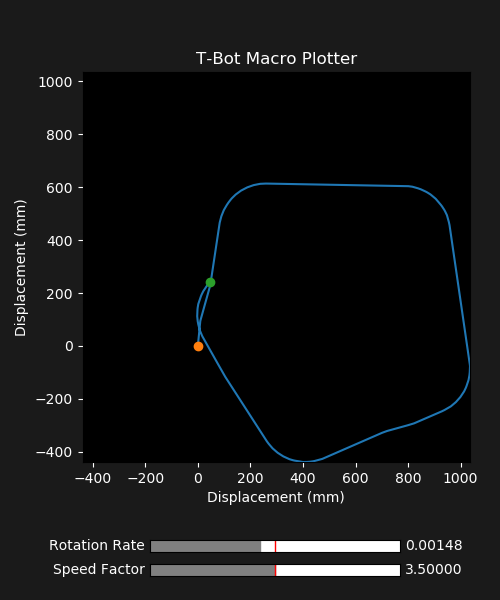 T-Bot Macro Plotter
1000
800
600
400
200
0
−200
−400
Displacement (mm)
−400 −200 0 200 400 600 800 1000
Displacement (mm)
Rotation Rate 0.00148
Speed Factor 3.50000